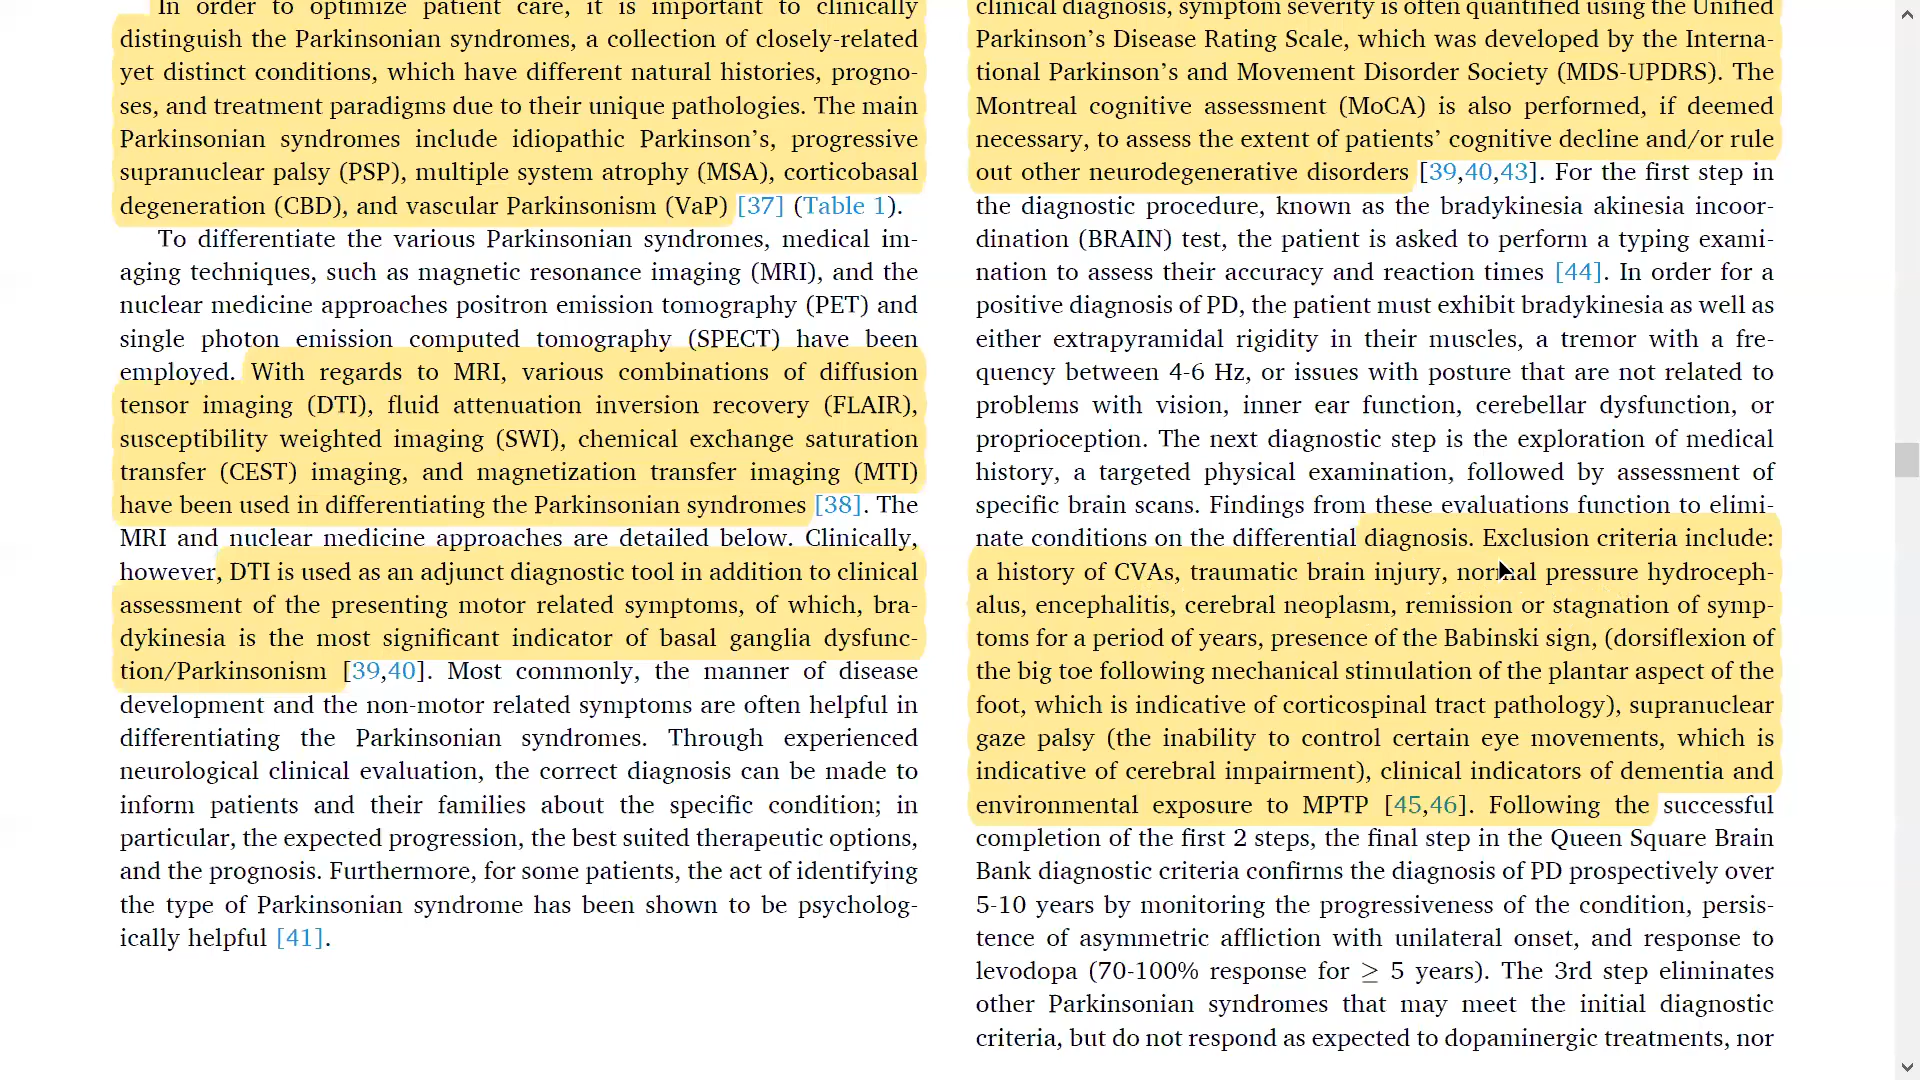 In order to optimize patient care, it is important to clinically
distinguish the Parkinsonian syndromes, a collection of closely-related
yet distinct conditions, which have different natural histories, progno-
ses, and treatment paradigms due to their unique pathologies. The main
Parkinsonian syndromes include idiopathic Parkinson's, progressive
supranuclear palsy (PSP), multiple system atrophy (MSA), corticobasal
degeneration (CBD), and vascular Parkinsonism (VaP) [37] (Table 1).
To differentiate the various Parkinsonian syndromes, medical im-
aging techniques, such as magnetic resonance imaging (MRI), and the
nuclear medicine approaches positron emission tomography (PET) and
single photon emission computed tomography (SPECT) have been
employed. With regards to MRI, various combinations of diffusion
tensor imaging (DTI), fluid attenuation inversion recovery (FLAIR),
susceptibility weighted imaging (SWI), chemical exchange saturation
transfer (CEST) imaging, and magnetization transfer imaging (MTI)
have been used in differentiating the Parkinsonian syndromes [38]. The
MRI and nuclear medicine approaches are detailed below. Clinically,
however, DTI is used as an adjunct diagnostic tool in addition to clinical
assessment of the presenting motor related symptoms, of which, bra-
dykinesia is the most significant indicator of basal ganglia dysfunc-
tion/Parkinsonism [39,40]. Most commonly, the manner of disease
development and the non-motor related symptoms are often helpful in
differentiating the Parkinsonian syndromes. Through experienced
neurological clinical evaluation, the correct diagnosis can be made to
inform patients and their families about the specific condition; in
particular, the expected progression, the best suited therapeutic options,
and the prognosis. Furthermore, for some patients, the act of identifying
the type of Parkinsonian syndrome has been shown to be psycholog-
ically helpful [41].
clinical diagnosis, symptom severity is often quantified using the Unified
Parkinson's Disease Rating Scale, which was developed by the Interna-
tional Parkinson's and Movement Disorder Society (MDS-UPDRS). The
Montreal cognitive assessment (MoCA) is also performed, if deemed
necessary, to assess the extent of patients' cognitive decline and/or rule
out other neurodegenerative disorders [39,40,43]. For the first step in
the diagnostic procedure, known as the bradykinesia akinesia incoor-
dination (BRAIN) test, the patient is asked to perform a typing exami-
nation to assess their accuracy and reaction times [44]. In order for a
positive diagnosis of PD, the patient must exhibit bradykinesia as well as
either extrapyramidal rigidity in their muscles, a tremor with a fre-
quency between 4-6 Hz, or issues with posture that are not related to
problems with vision, inner ear function, cerebellar dysfunction, or
proprioception. The next diagnostic step is the exploration of medical
history, a targeted physical examination, followed by assessment of
specific brain scans. Findings from these evaluations function to elimi-
nate conditions on the differential diagnosis. Exclusion criteria include:
a history of CVAs, traumatic brain injury, normal pressure hydroceph-
alus, encephalitis, cerebral neoplasm, remission or stagnation of symp-
toms for a period of years, presence of the Babinski sign, (dorsiflexion of
the big toe following mechanical stimulation of the plantar aspect of the
foot, which is indicative of corticospinal tract pathology), supranuclear
gaze palsy (the inability to control certain eye movements, which is
indicative of cerebral impairment), clinical indicators of dementia and
environmental exposure to MPTP [45,46]. Following the successful
completion of the first 2 steps, the final step in the Queen Square Brain
Bank diagnostic criteria confirms the diagnosis of PD prospectively over
5-10 years by monitoring the progressiveness of the condition, persis-
tence of asymmetric affliction with unilateral onset, and response to
levodopa (70-100% response for ≥ 5 years). The 3rd step eliminates
other Parkinsonian syndromes that may meet the initial diagnostic
criteria, but do not respond as expected to dopaminergic treatments, nor